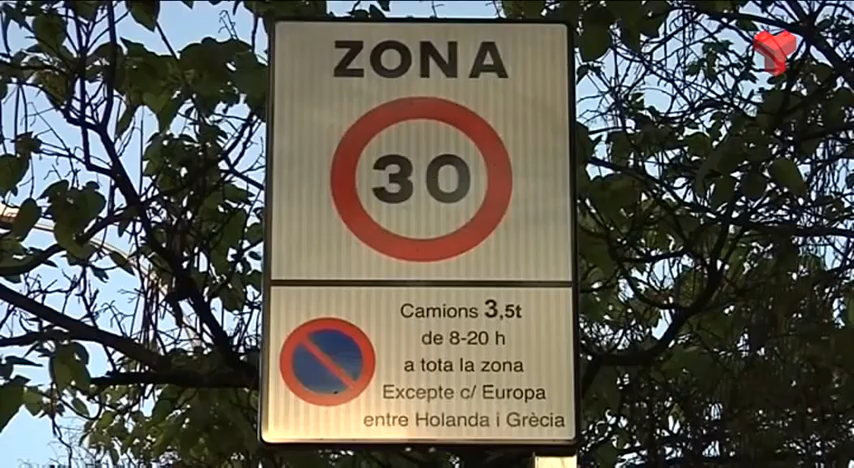 ZONA
30
Camions 3,5t
de 8-20 h
a tota la zona
Excepte c/ Europa
entre Holanda i Grècia